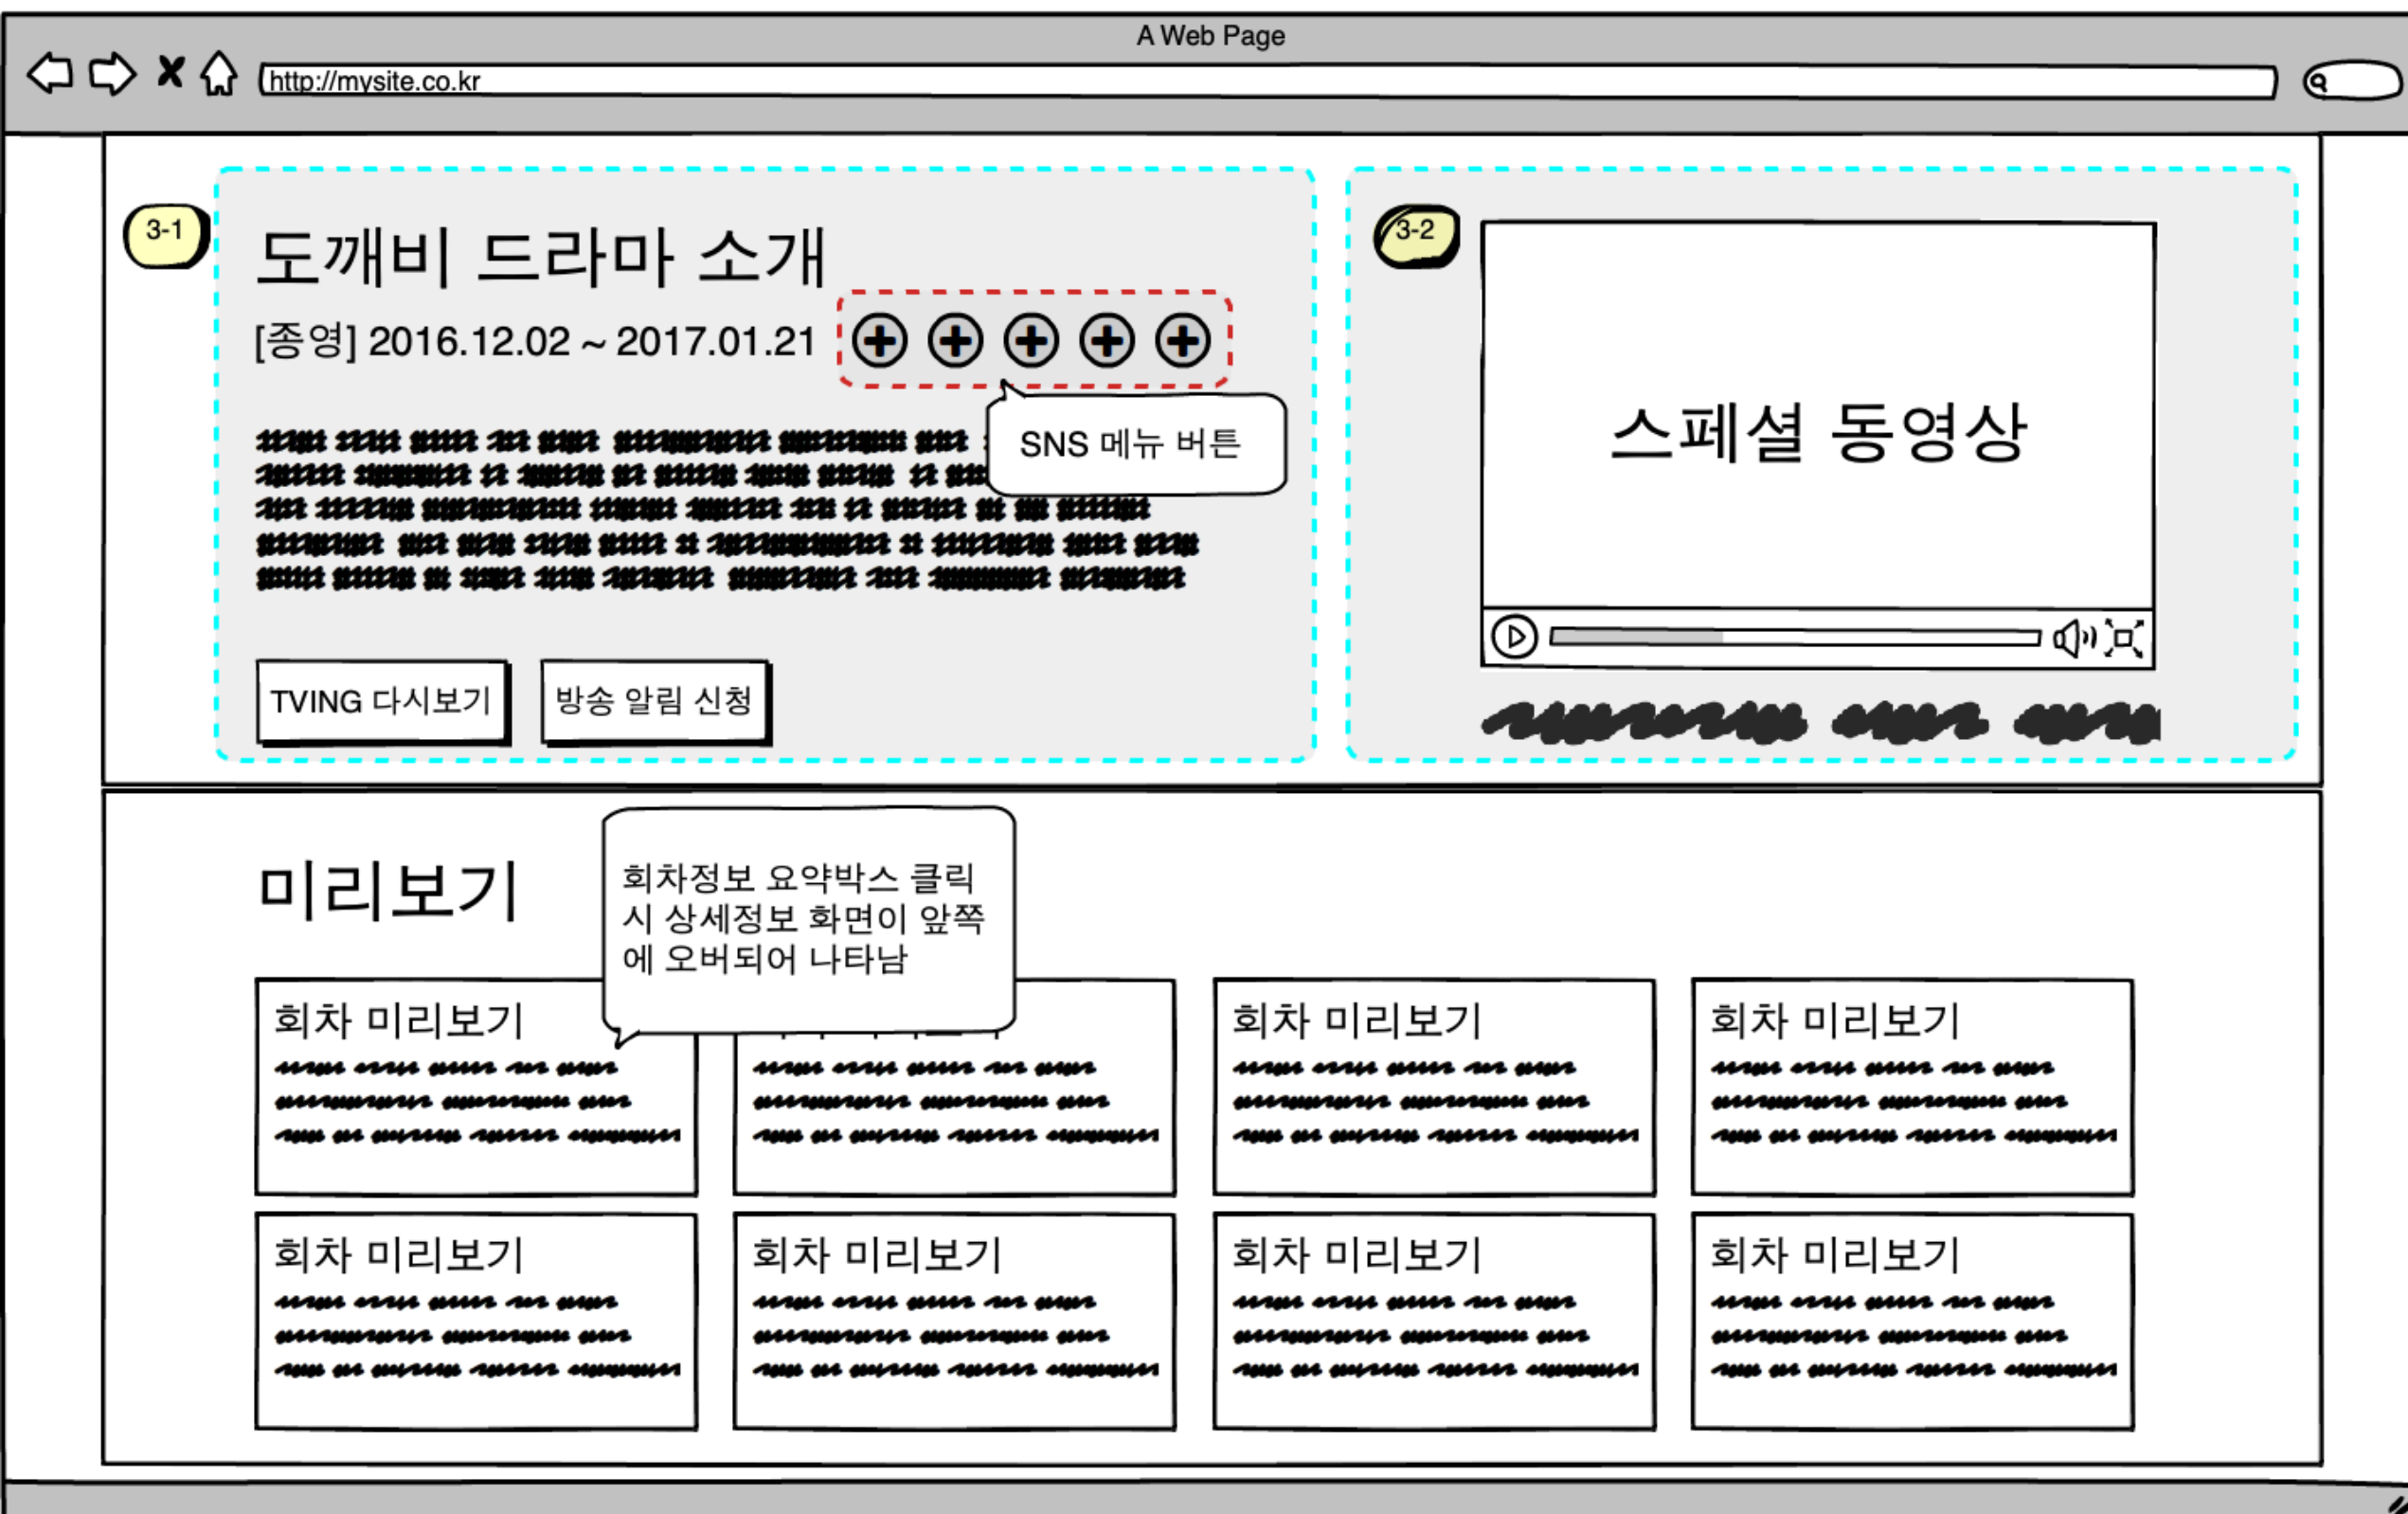 A Web Page
http://mysite.co.kr
3-1
도깨비 드라마 소개
[종영] 2016.12.02 ~ 2017.01.21
SNS 메뉴 버튼
TVING 다시보기
방송 알림 신청
3-2
스페셜 동영상
미리보기
회차정보 요약박스 클릭
시 상세정보 화면이 앞쪽
에 오버되어 나타남
회차 미리보기
회차 미리보기
회차 미리보기
회차 미리보기
회차 미리보기
회차 미리보기
회차 미리보기